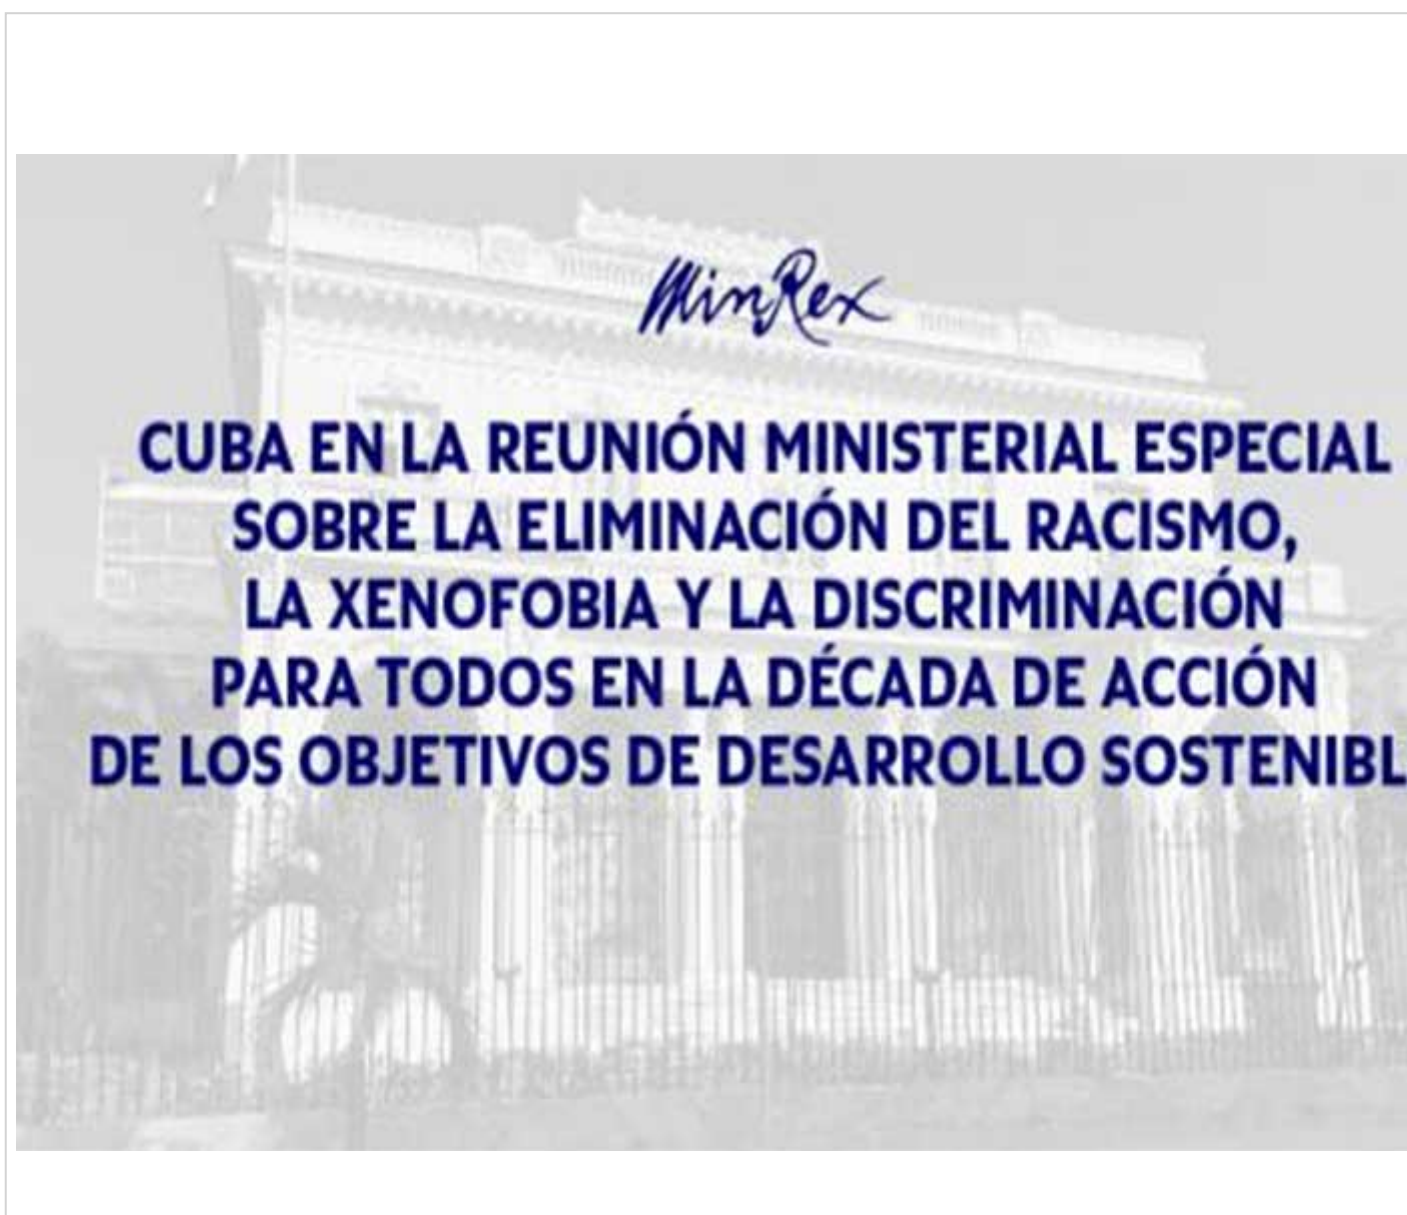 MinRex
CUBA EN LA REUNIÓN MINISTERIAL ESPECIAL
SOBRE LA ELIMINACIÓN DEL RACISMO,
LA XENOFOBIA Y LA DISCRIMINACIÓN
PARA TODOS EN LA DÉCADA DE ACCIÓN
DE LOS OBJETIVOS DE DESARROLLO SOSTENIBL